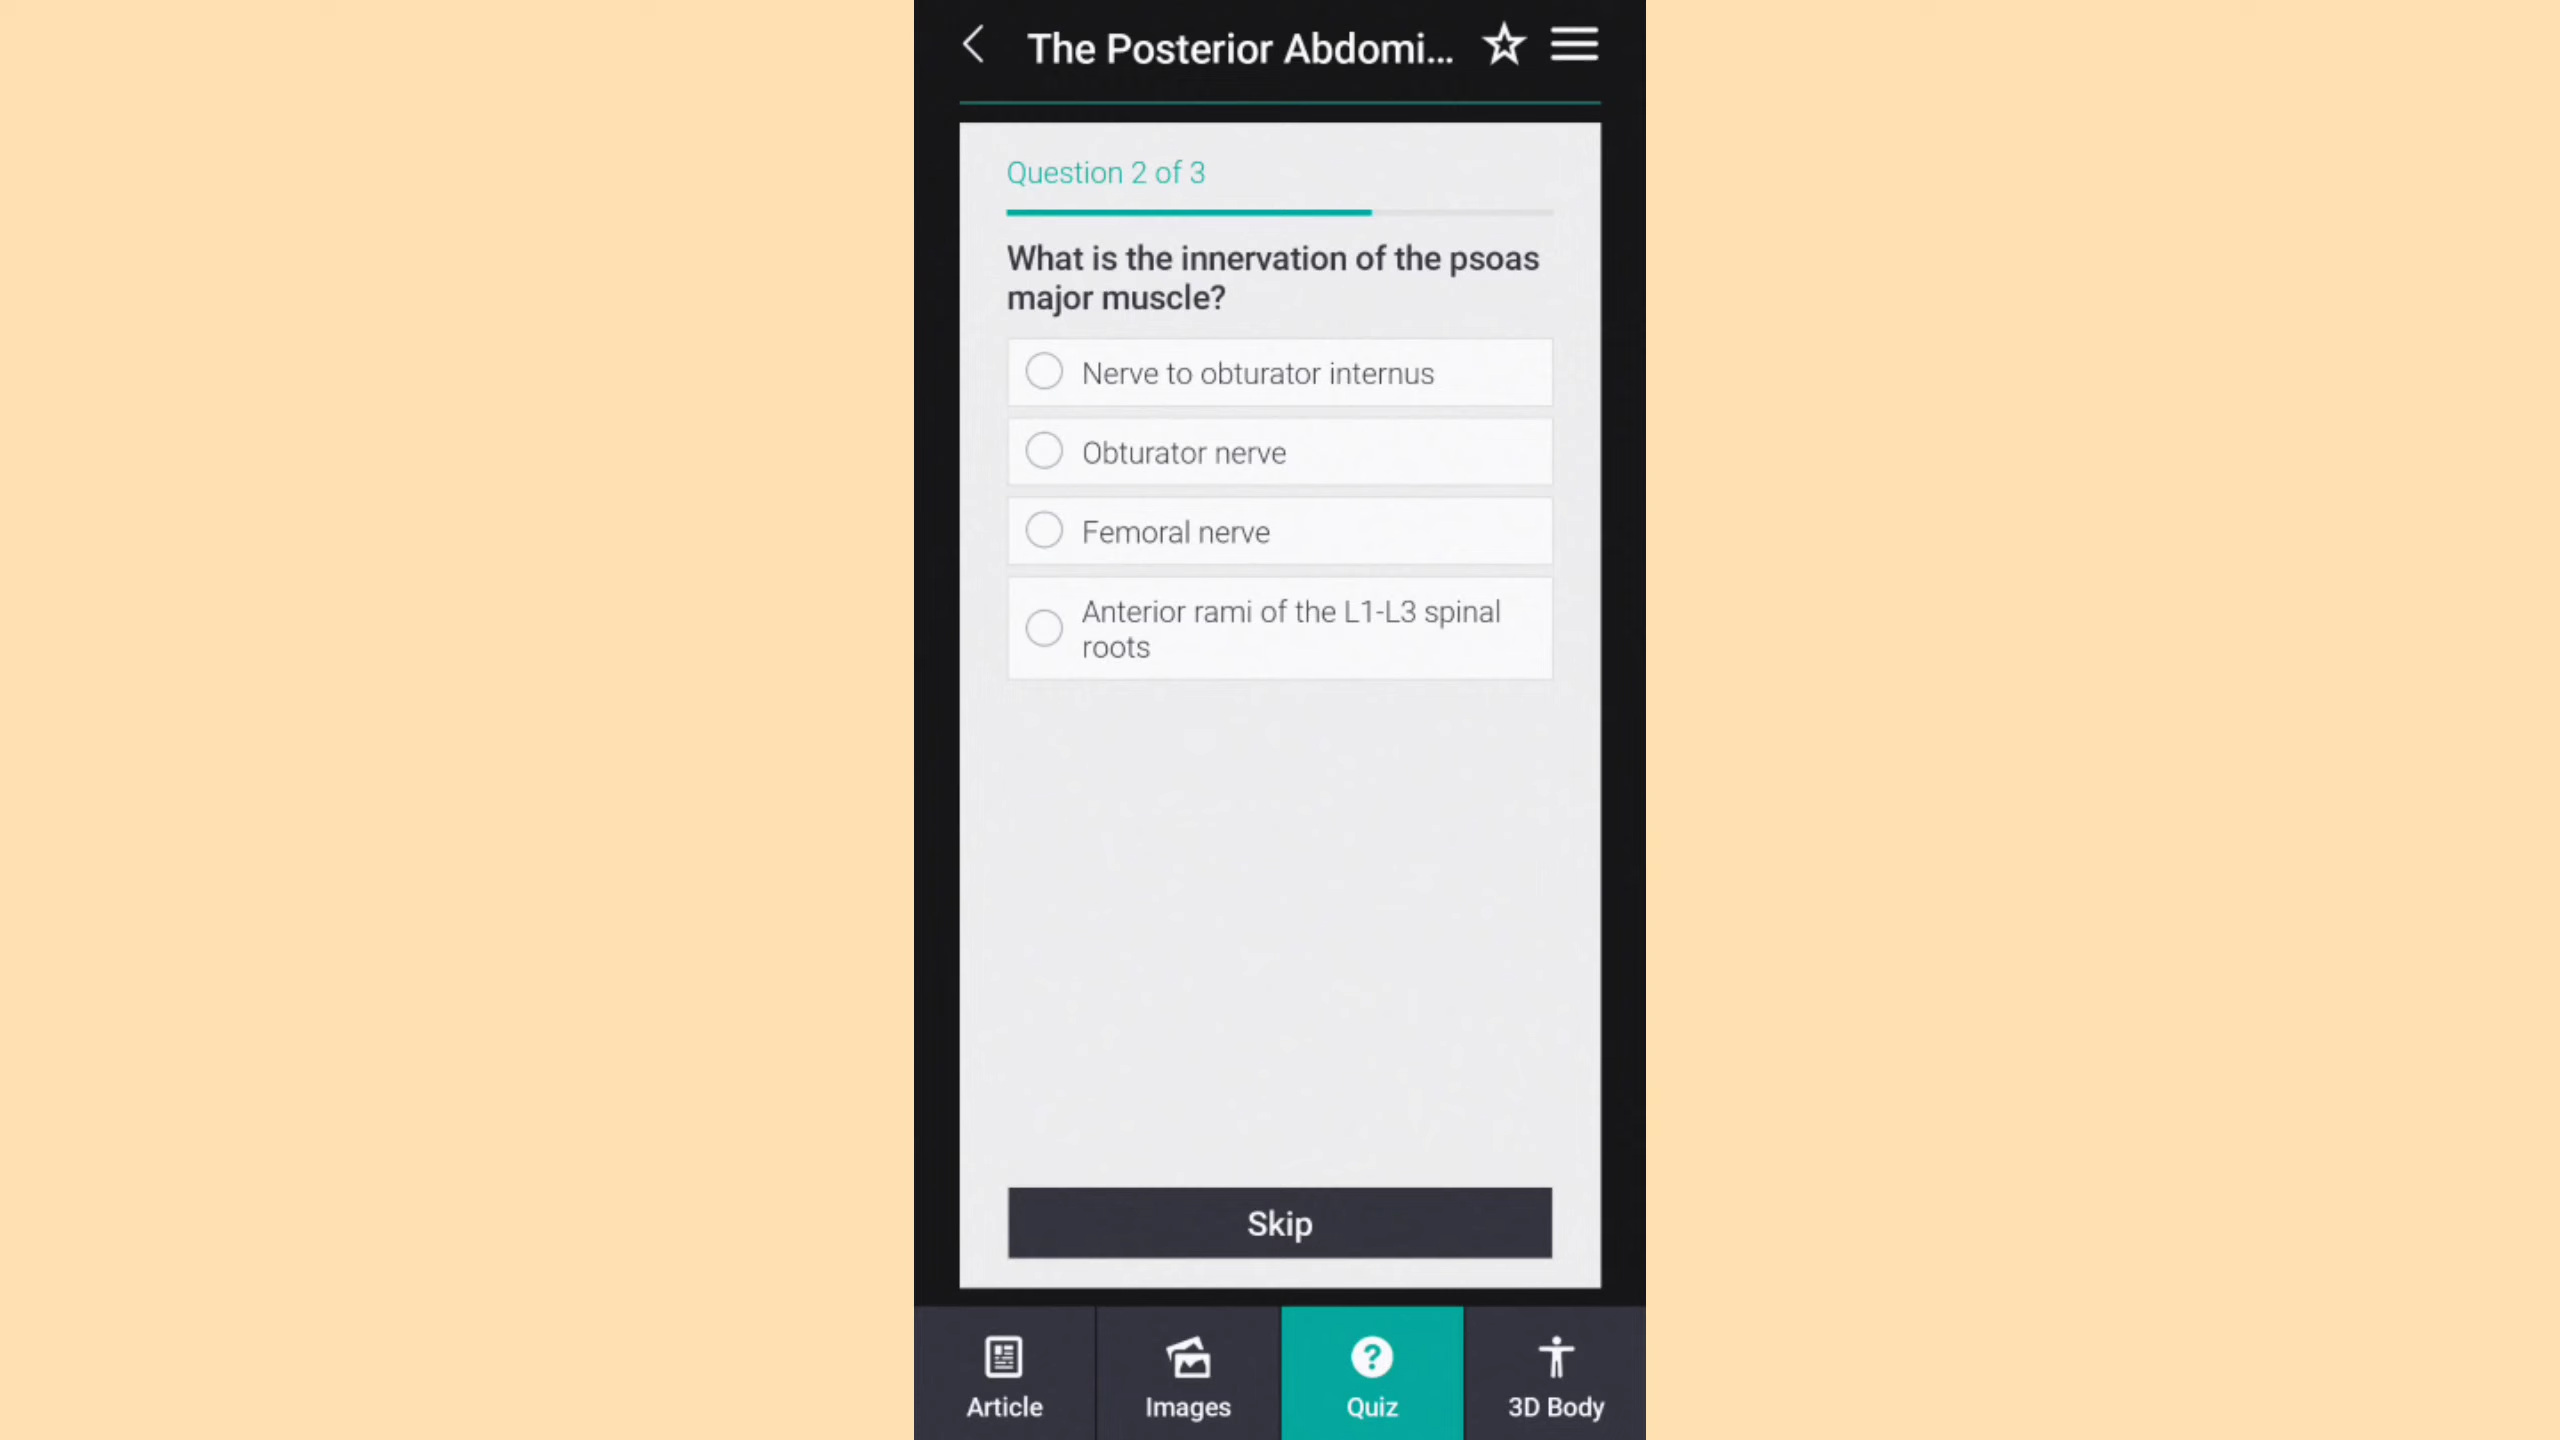 The Posterior Abdomi...
Question 2 of 3
What is the innervation of the psoas
major muscle?
Nerve to obturator internus
Obturator nerve
Femoral nerve
Anterior rami of the L1-L3 spinal
roots
Skip
Article
Images
Quiz
3D Body